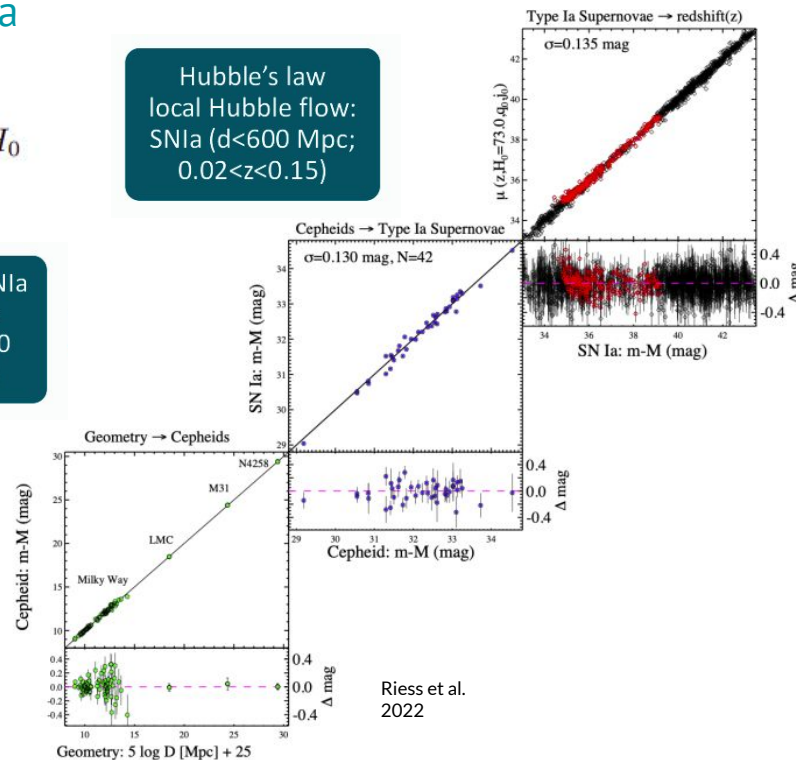 a
Type Ia Supernovae → redshift(z)
σ=0.135 mag
Hubble's law
local Hubble flow:
SNIa (d<600 Mpc;
0.02<z<0.15)
H₀
μ (z,H₀=73.0,q₀,j₀)
42
40
38
36
34
0.4
0.0
-0.4
Δ mag
34 36 38 40 42
SN Ia: m-M (mag)
NIa
0
Cepheids → Type Ia Supernovae
σ=0.130 mag, N=42
SN Ia: m-M (mag)
34
33
32
31
30
29
0.4
0.0
-0.4
Δ mag
29 30 31 32 33 34
Cepheid: m-M (mag)
Geometry → Cepheids
N4258
M31
LMC
Milky Way
Cepheid: m-M (mag)
30
25
20
15
10
0.4
0.2
0.0
-0.2
-0.4
0.4
0.0
-0.4
Δ mag
10 15 20 25 30
Geometry: 5 log D [Mpc] + 25
Riess et al.
2022